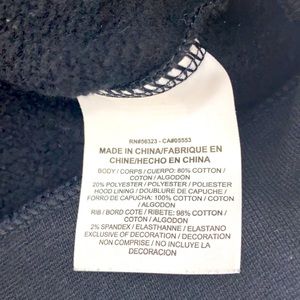 RN#56323 - CA#05553
MADE IN CHINA/FABRIQUE EN
CHINE/HECHO EN CHINA
BODY / CORPS / CUERPO: 80% COTTON /
COTON / ALGODON
20% POLYESTER / POLYESTER / POLIESTER
HOOD LINING / DOUBLURE DE CAPUCHE /
FORRO DE CAPUCHA: 100% COTTON / COTON
/ ALGODON
RIB / BORD COTE / RIBETE: 98% COTTON /
COTON / ALGODON
2% SPANDEX / ELASTHANNE / ELASTANO
EXCLUSIVE OF DECORATION / DECORATION
NON COMPRISE / NO INCLUYE LA
DECORACION